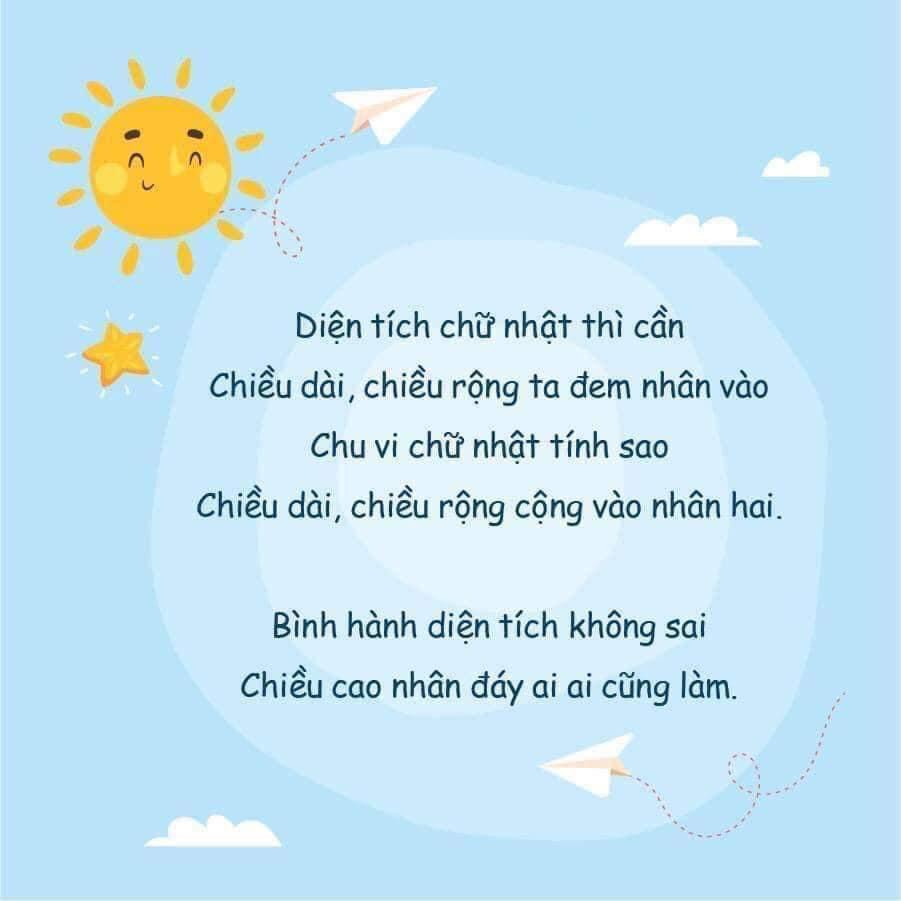 Diện tích chữ nhật thì cần
Chiều dài, chiều rộng ta đem nhân vào
Chu vi chữ nhật tính sao
Chiều dài, chiều rộng cộng vào nhân hai.
Bình hành diện tích không sai
Chiều cao nhân đáy ai ai cũng làm.